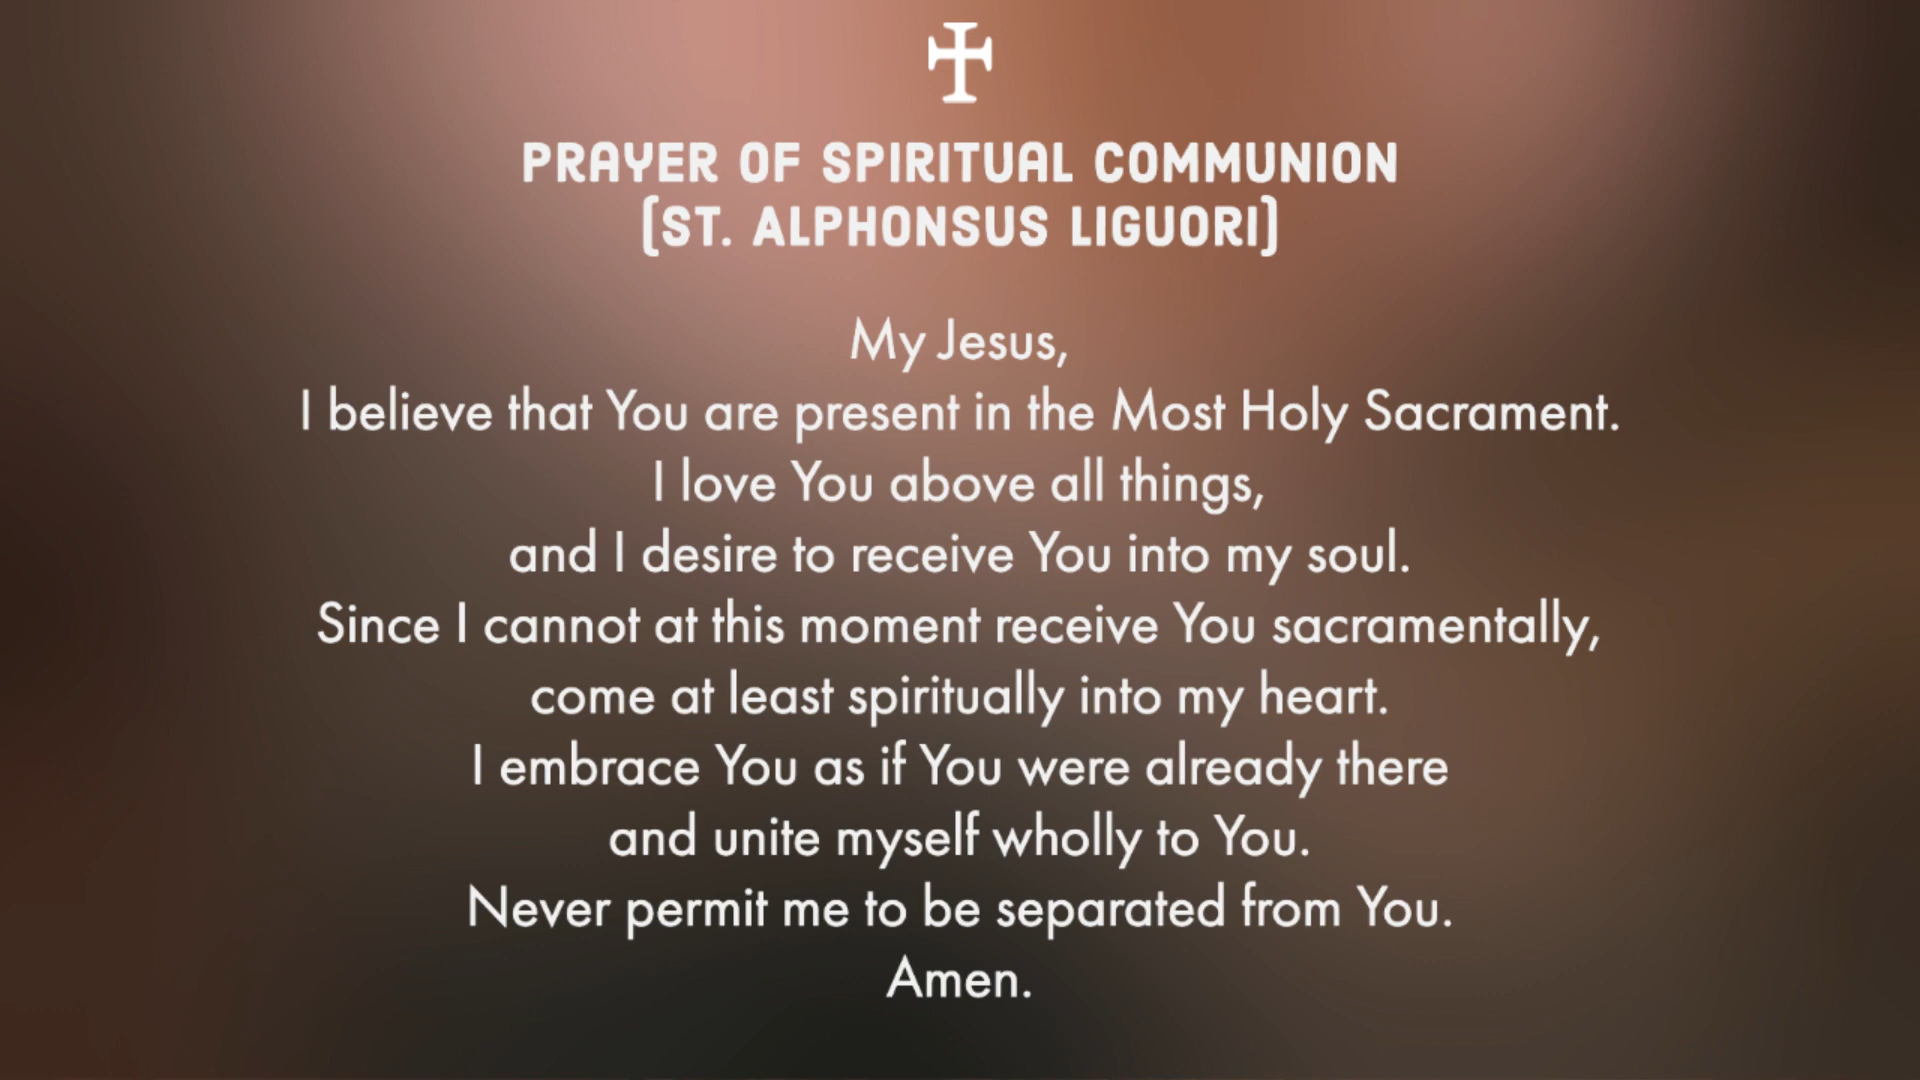 PRAYER OF SPIRITUAL COMMUNION
(ST. ALPHONSUS LIGUORI)
My Jesus,
I believe that You are present in the Most Holy Sacrament.
I love You above all things,
and I desire to receive You into my soul.
Since I cannot at this moment receive You sacramentally,
come at least spiritually into my heart.
I embrace You as if You were already there
and unite myself wholly to You.
Never permit me to be separated from You.
Amen.